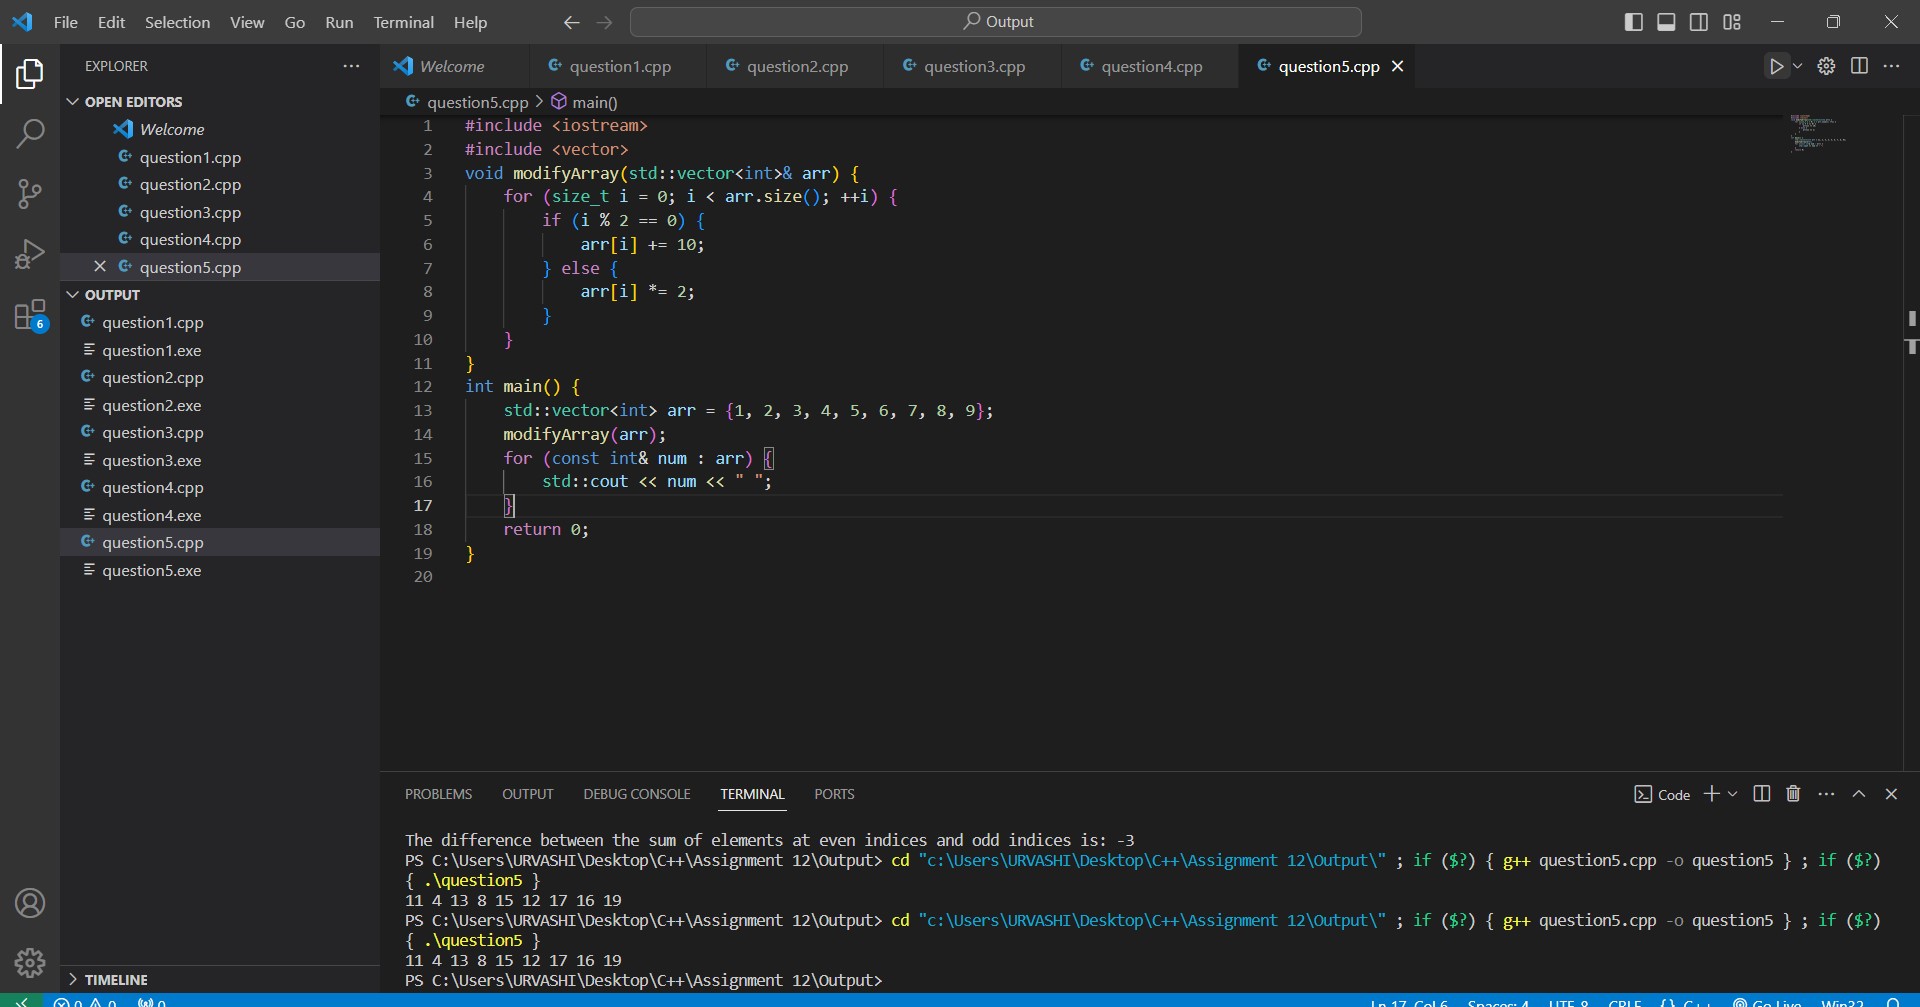 File Edit Selection View Go Run Terminal Help
Output
EXPLORER
OPEN EDITORS
Welcome
question1.cpp
question2.cpp
question3.cpp
question4.cpp
question5.cpp
OUTPUT
question1.cpp
question1.exe
question2.cpp
question2.exe
question3.cpp
question3.exe
question4.cpp
question4.exe
question5.cpp
question5.exe
TIMELINE
6
Welcome question1.cpp question2.cpp question3.cpp question4.cpp question5.cpp
question5.cpp > main()
1 #include <iostream>
2 #include <vector>
3 void modifyArray(std::vector<int>& arr) {
4 for (size_t i = 0; i < arr.size(); ++i) {
5 if (i % 2 == 0) {
6 arr[i] += 10;
7 } else {
8 arr[i] *= 2;
9 }
10 }
11 }
12 int main() {
13 std::vector<int> arr = {1, 2, 3, 4, 5, 6, 7, 8, 9};
14 modifyArray(arr);
15 for (const int& num : arr) {
16 std::cout << num << " ";
17 }
18 return 0;
19 }
20
PROBLEMS OUTPUT DEBUG CONSOLE TERMINAL PORTS
Code
The difference between the sum of elements at even indices and odd indices is: -3
PS C:\Users\URVASHI\Desktop\C++\Assignment 12\Output> cd "c:\Users\URVASHI\Desktop\C++\Assignment 12\Output\" ; if ($?) { g++ question5.cpp -o question5 } ; if ($?)
{ .\question5 }
11 4 13 8 15 12 17 16 19
PS C:\Users\URVASHI\Desktop\C++\Assignment 12\Output> cd "c:\Users\URVASHI\Desktop\C++\Assignment 12\Output\" ; if ($?) { g++ question5.cpp -o question5 } ; if ($?)
{ .\question5 }
11 4 13 8 15 12 17 16 19
PS C:\Users\URVASHI\Desktop\C++\Assignment 12\Output>
0 0 0 Ln 17, Col 6 Spaces: 4 UTF-8 CRLF {} C++ Go Live Win32